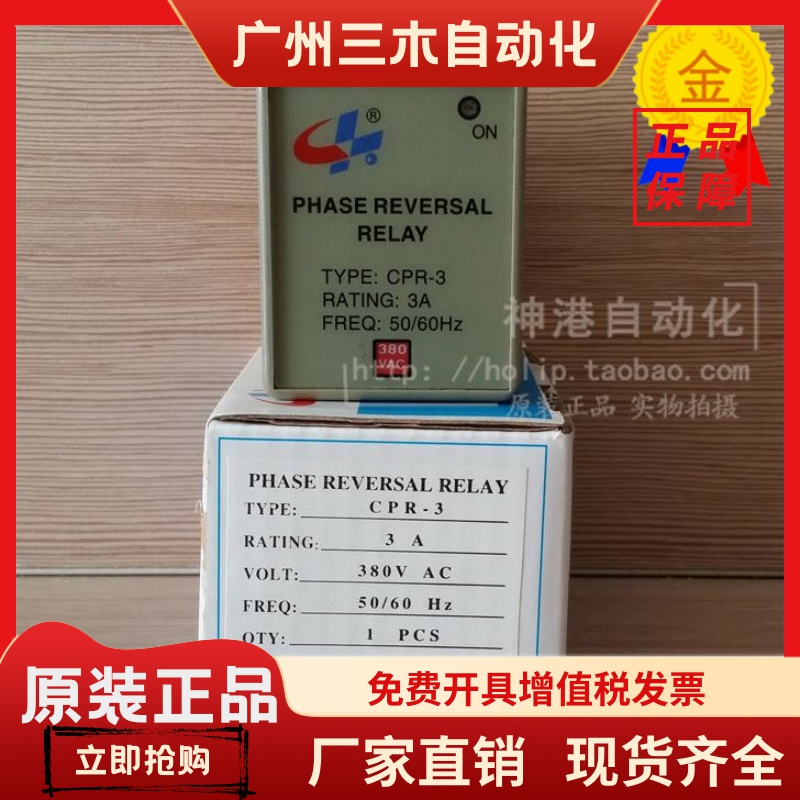 广州三木自动化
金
正品
保障
®
ON
PHASE REVERSAL
RELAY
TYPE: CPR-3
RATING: 3A
FREQ: 50/60Hz
380
VAC
神港自动化
http://holip.taobao.com
原装正品 实物拍摄
PHASE REVERSAL RELAY
TYPE: CPR-3
RATING: 3 A
VOLT: 380V AC
FREQ: 50/60 Hz
QTY: 1 PCS
原装正品
免费开具增值税发票
立即抢购
厂家直销 现货齐全